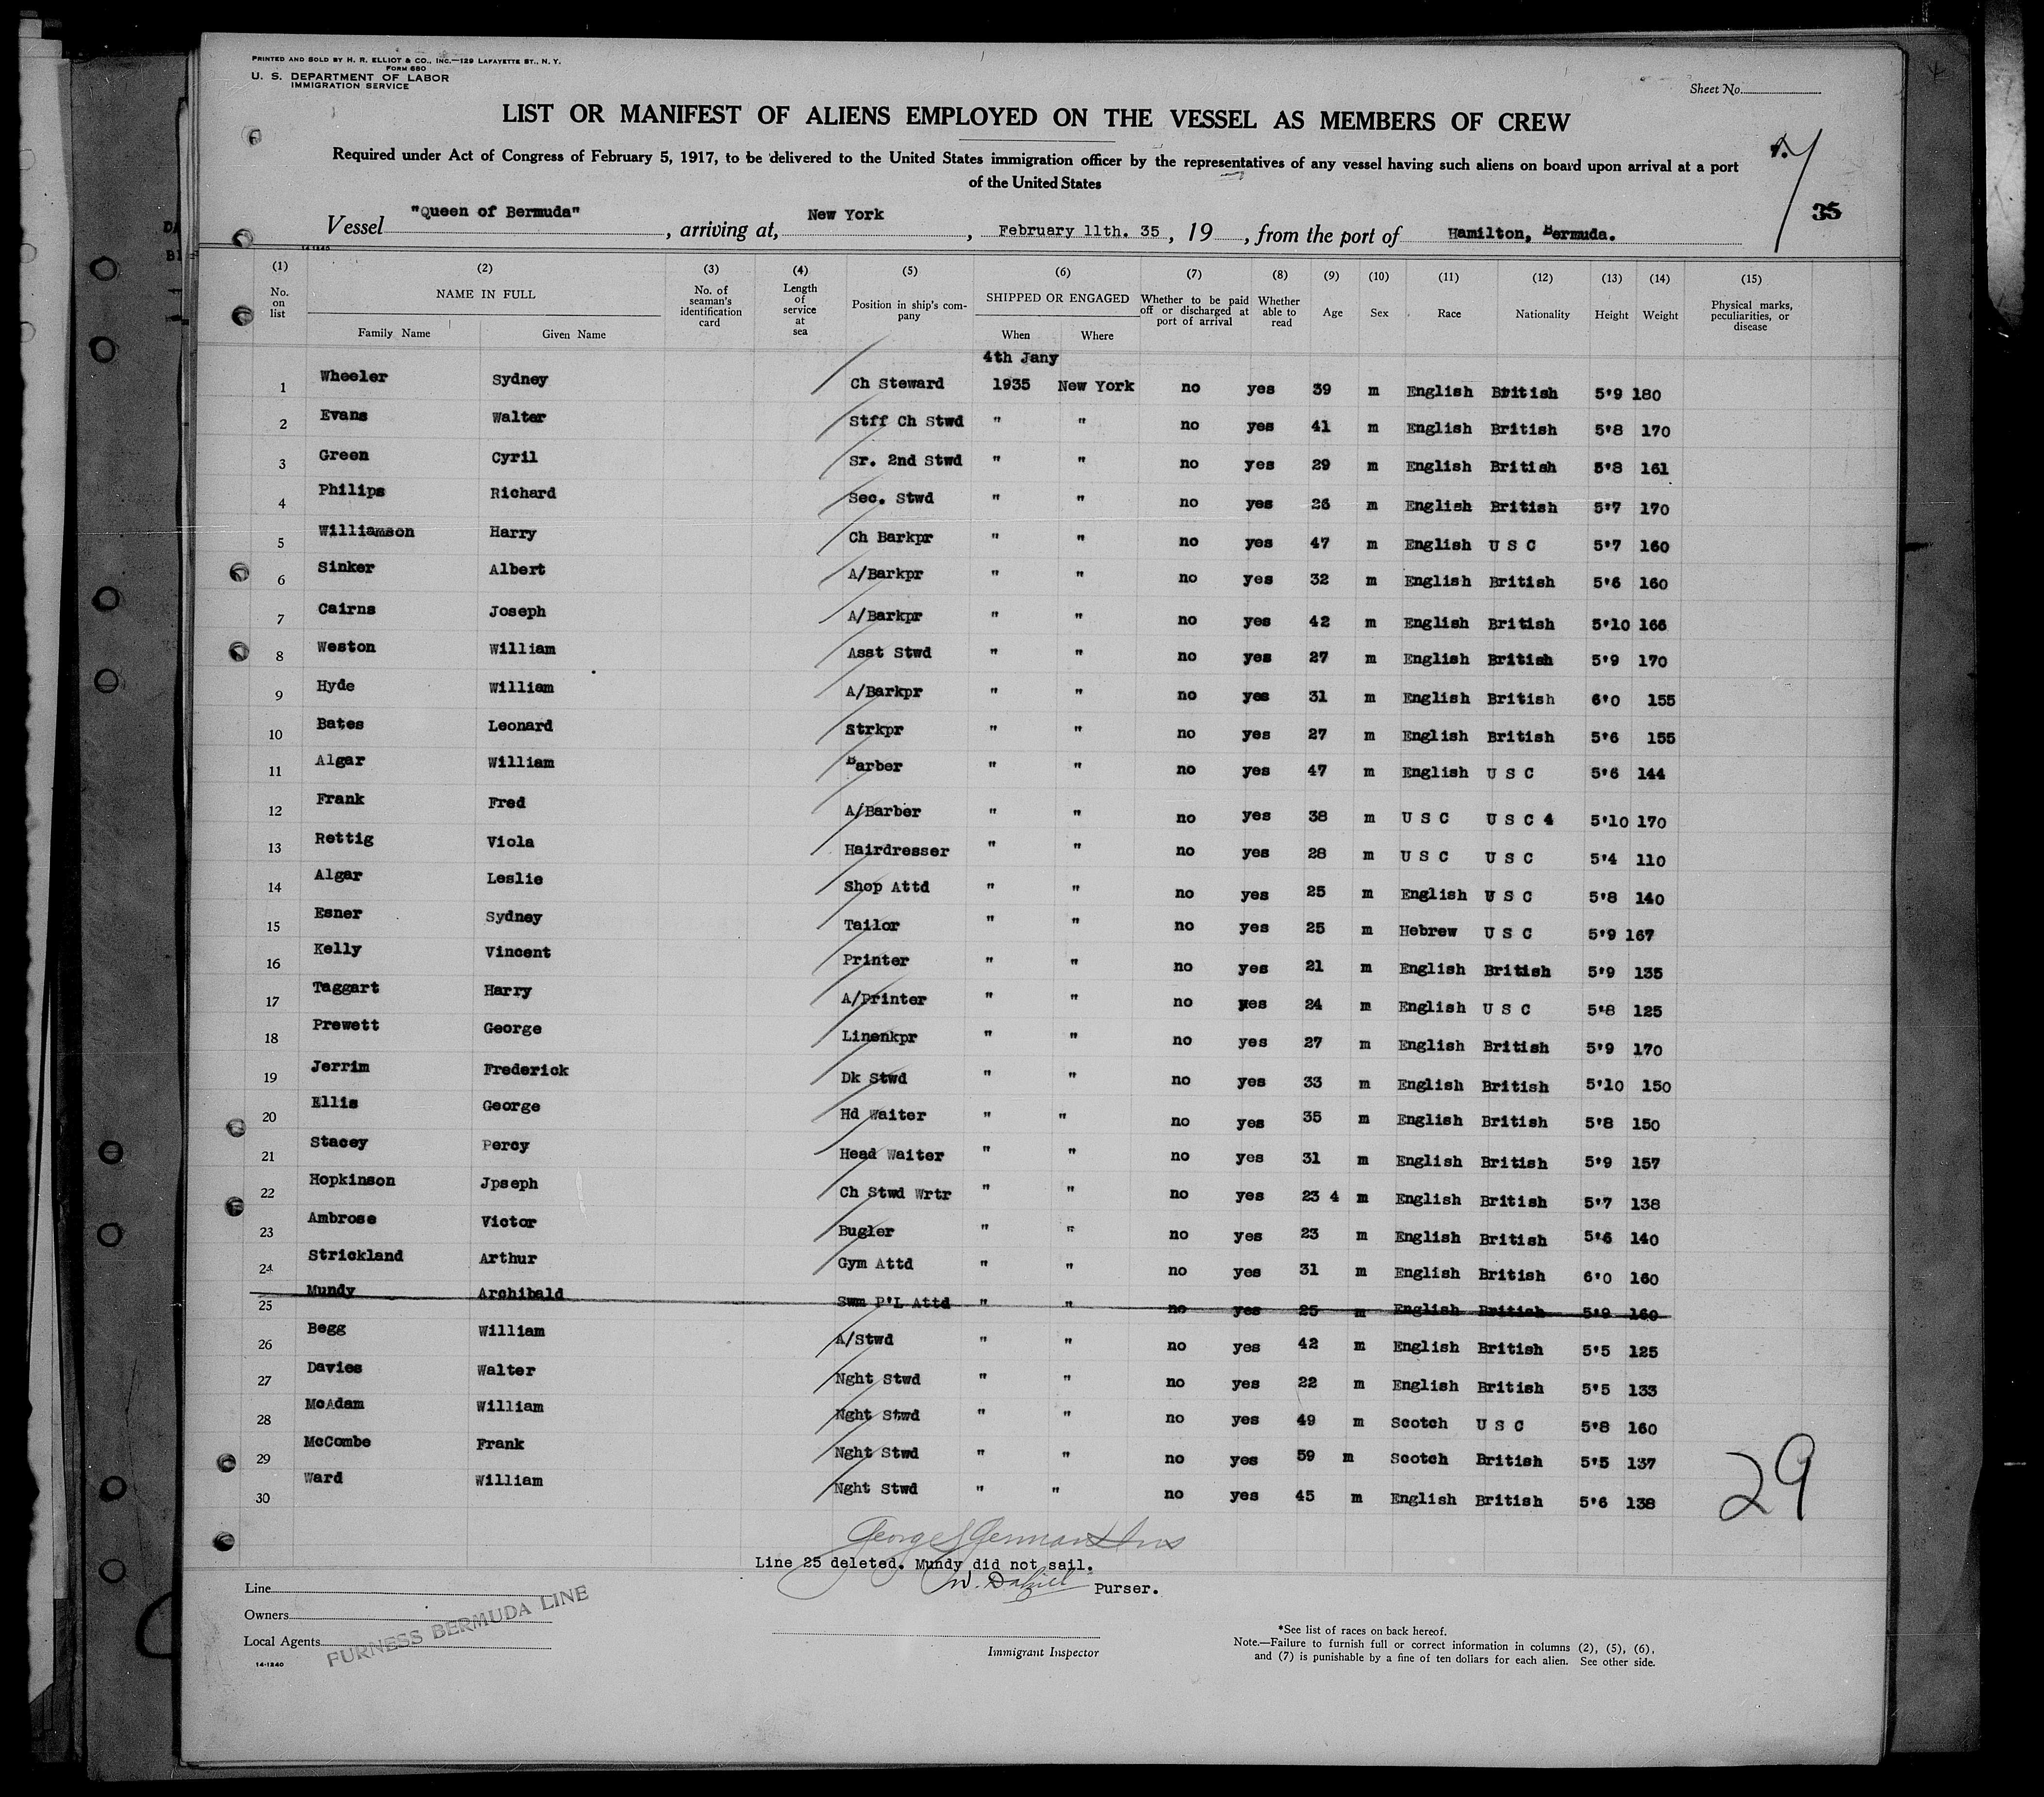 PRINTED AND SOLD BY H. R. ELLIOT & CO., INC.—129 LAFAYETTE ST., N. Y.
FORM 680
U. S. DEPARTMENT OF LABOR
IMMIGRATION SERVICE
Sheet No.
LIST OR MANIFEST OF ALIENS EMPLOYED ON THE VESSEL AS MEMBERS OF CREW
Required under Act of Congress of February 5, 1917, to be delivered to the United States immigration officer by the representatives of any vessel having such aliens on board upon arrival at a port
of the United States
35
Vessel "Queen of Bermuda" , arriving at, New York , February 11th. 35 , 19 , from the port of Hamilton, Bermuda.
14-1240
(1) (2) (3) (4) (5) (6) (7) (8) (9) (10) (11) (12) (13) (14) (15)
No. on list NAME IN FULL Family Name Given Name No. of seaman's identification card Length of service at sea Position in ship's company SHIPPED OR ENGAGED When Where Whether to be paid off or discharged at port of arrival Whether able to read Age Sex Race Nationality Height Weight Physical marks, peculiarities, or disease
4th Jany
1 Wheeler Sydney Ch Steward 1935 New York no yes 39 m English British 5'9 180
2 Evans Walter Stff Ch Stwd " " no yes 41 m English British 5'8 170
3 Green Cyril Sr. 2nd Stwd " " no yes 29 m English British 5'8 161
4 Philips Richard Sec. Stwd " " no yes 26 m English British 5'7 170
5 Williamson Harry Ch Barkpr " " no yes 47 m English U S C 5'7 160
6 Sinker Albert A/Barkpr " " no yes 32 m English British 5'6 160
7 Cairns Joseph A/Barkpr " " no yes 42 m English British 5'10 166
8 Weston William Asst Stwd " " no yes 27 m English British 5'9 170
9 Hyde William A/Barkpr " " no yes 31 m English British 6'0 155
10 Bates Leonard Strkpr " " no yes 27 m English British 5'6 155
11 Algar William Barber " " no yes 47 m English U S C 5'6 144
12 Frank Fred A/Barber " " no yes 38 m U S C U S C 4 5'10 170
13 Rettig Viola Hairdresser " " no yes 28 m U S C U S C 5'4 110
14 Algar Leslie Shop Attd " " no yes 25 m English U S C 5'8 140
15 Esner Sydney Tailor " " no yes 25 m Hebrew U S C 5'9 167
16 Kelly Vincent Printer " " no yes 21 m English British 5'9 135
17 Taggart Harry A/Printer " " no yes 24 m English U S C 5'8 125
18 Prewett George Linenkpr " " no yes 27 m English British 5'9 170
19 Jerrim Frederick Dk Stwd " " no yes 33 m English British 5'10 150
20 Ellis George Hd Waiter " " no yes 35 m English British 5'8 150
21 Stacey Percy Head Waiter " " no yes 31 m English British 5'9 157
22 Hopkinson Jpseph Ch Stwd Wrtr " " no yes 23 4 m English British 5'7 138
23 Ambrose Victor Bugler " " no yes 23 m English British 5'6 140
24 Strickland Arthur Gym Attd " " no yes 31 m English British 6'0 160
25 Mundy Archibald Swm P'L Attd " " no yes 25 m English British 5'9 160
26 Begg William A/Stwd " " no yes 42 m English British 5'5 125
27 Davies Walter Nght Stwd " " no yes 22 m English British 5'5 133
28 McAdam William Nght Stwd " " no yes 49 m Scotch U S C 5'8 160
29 McCombe Frank Nght Stwd " " no yes 59 m Scotch British 5'5 137
30 Ward William Nght Stwd " " no yes 45 m English British 5'6 138
29
Line 25 deleted. Mundy did not sail.
Purser.
Line
Owners
Local Agents
FURNESS BERMUDA LINE
14-1240
Immigrant Inspector
*See list of races on back hereof.
Note.—Failure to furnish full or correct information in columns (2), (5), (6),
and (7) is punishable by a fine of ten dollars for each alien. See other side.